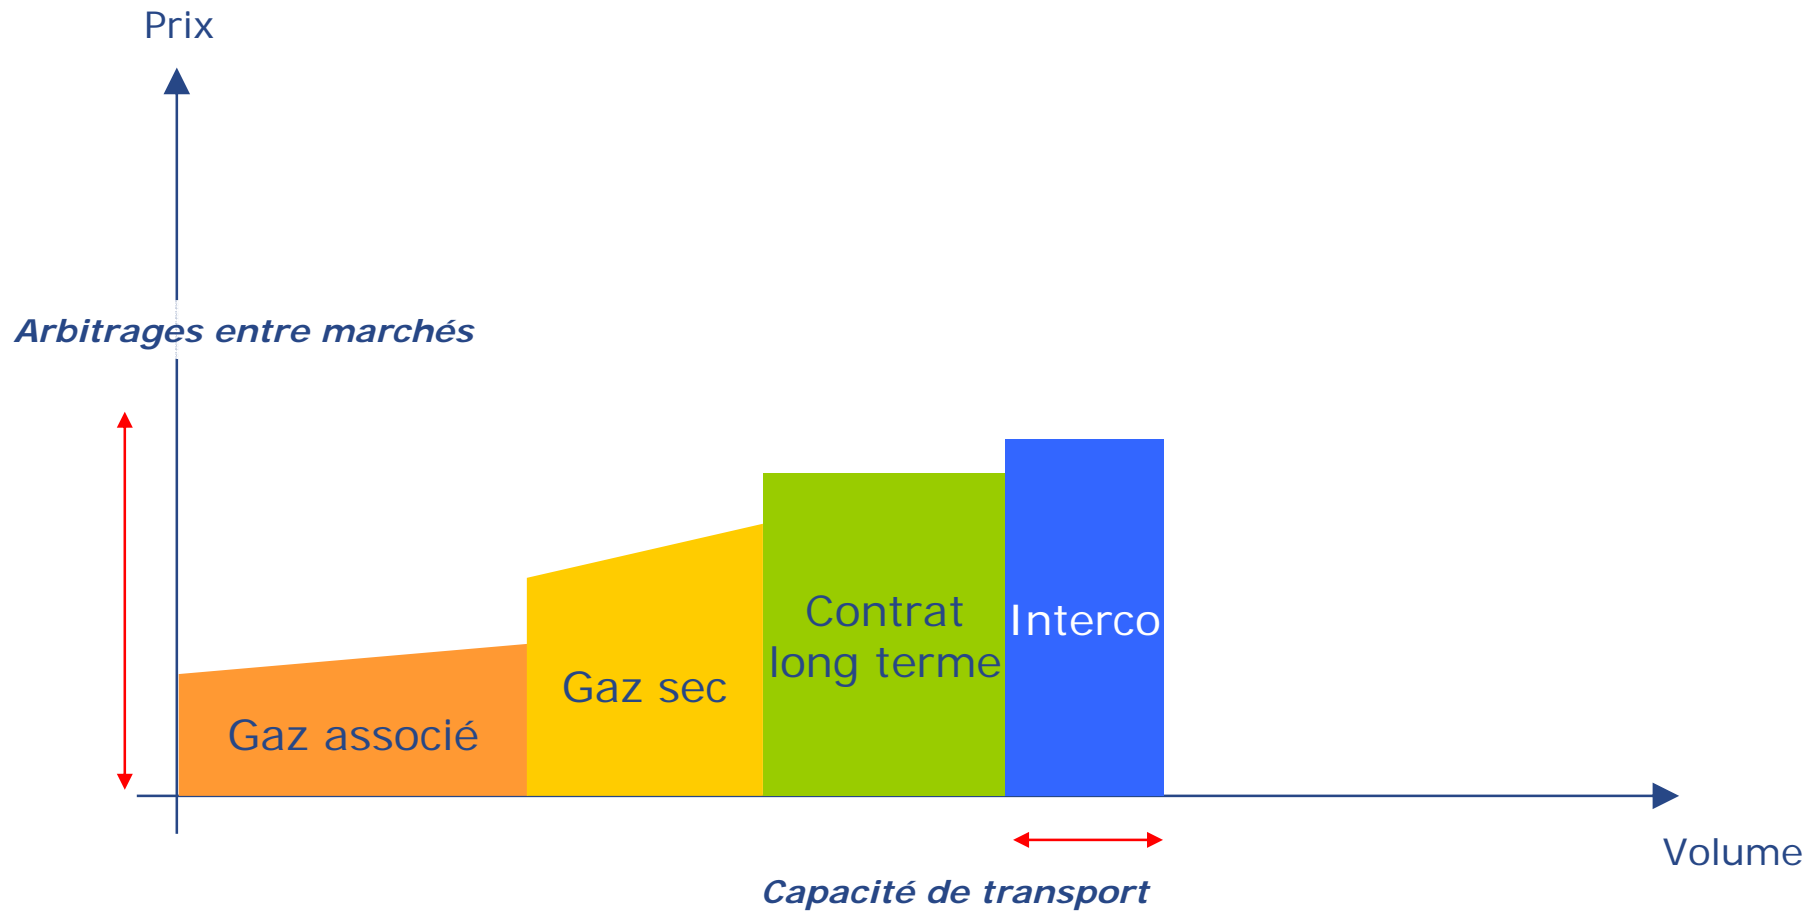 Prix
Arbitrages entre marchés
Contrat
long terme
Interco
Gaz sec
Gaz associé
Volume
Capacité de transport